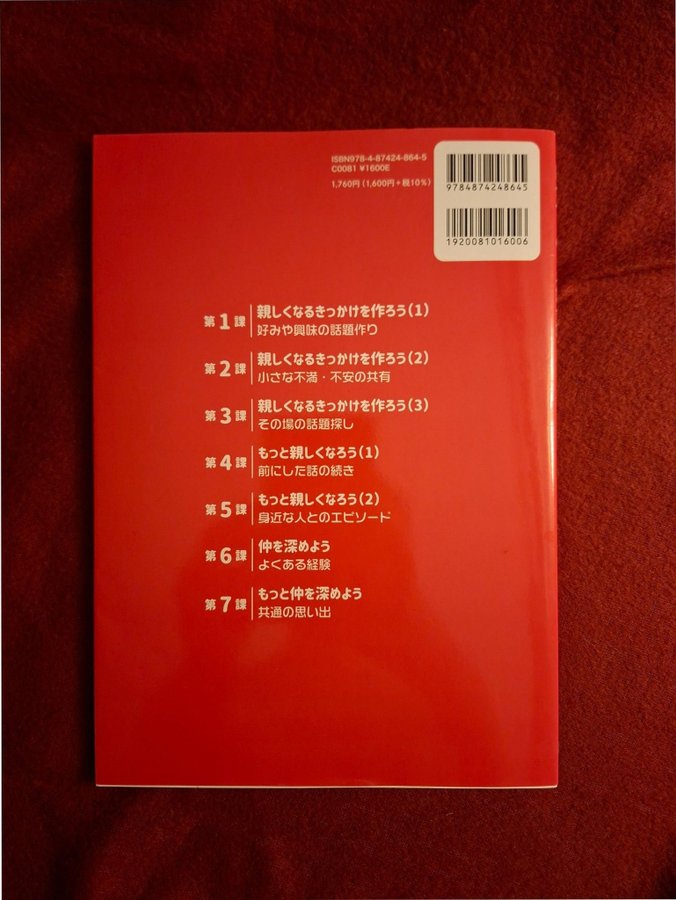 ISBN978-4-87424-864-5
C0081 ¥1600E
1,760円(1,600円+税10%)
9784874248645
1920081016006
第1課
親しくなるきっかけを作ろう(1)
好みや興味の話題作り
第2課
親しくなるきっかけを作ろう(2)
小さな不満・不安の共有
第3課
親しくなるきっかけを作ろう(3)
その場の話題探し
第4課
もっと親しくなろう(1)
前にした話の続き
第5課
もっと親しくなろう(2)
身近な人とのエピソード
第6課
仲を深めよう
よくある経験
第7課
もっと仲を深めよう
共通の思い出